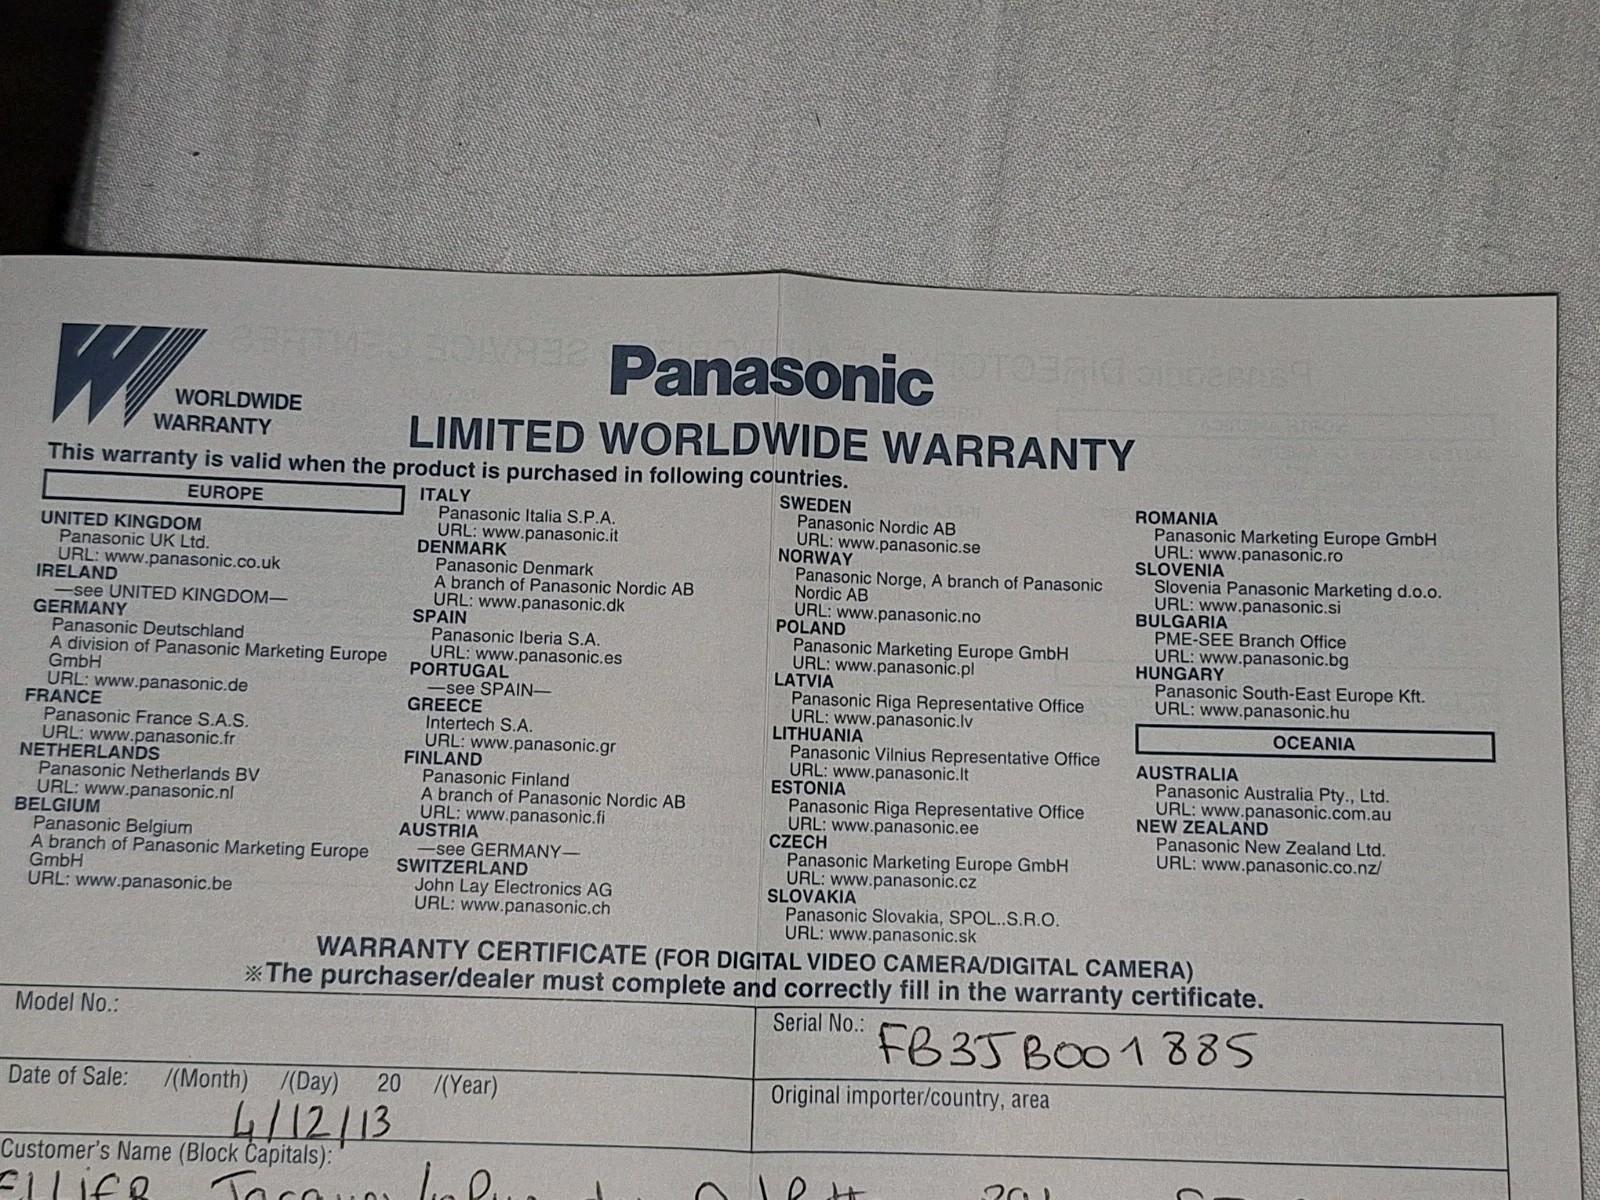 WORLDWIDE
WARRANTY
Panasonic
LIMITED WORLDWIDE WARRANTY
This warranty is valid when the product is purchased in following countries.
EUROPE
UNITED KINGDOM
Panasonic UK Ltd.
URL: www.panasonic.co.uk
IRELAND
—see UNITED KINGDOM—
GERMANY
Panasonic Deutschland
A division of Panasonic Marketing Europe
GmbH
URL: www.panasonic.de
FRANCE
Panasonic France S.A.S.
URL: www.panasonic.fr
NETHERLANDS
Panasonic Netherlands BV
URL: www.panasonic.nl
BELGIUM
Panasonic Belgium
A branch of Panasonic Marketing Europe
GmbH
URL: www.panasonic.be
ITALY
Panasonic Italia S.P.A.
URL: www.panasonic.it
DENMARK
Panasonic Denmark
A branch of Panasonic Nordic AB
URL: www.panasonic.dk
SPAIN
Panasonic Iberia S.A.
URL: www.panasonic.es
PORTUGAL
—see SPAIN—
GREECE
Intertech S.A.
URL: www.panasonic.gr
FINLAND
Panasonic Finland
A branch of Panasonic Nordic AB
URL: www.panasonic.fi
AUSTRIA
—see GERMANY—
SWITZERLAND
John Lay Electronics AG
URL: www.panasonic.ch
SWEDEN
Panasonic Nordic AB
URL: www.panasonic.se
NORWAY
Panasonic Norge, A branch of Panasonic
Nordic AB
URL: www.panasonic.no
POLAND
Panasonic Marketing Europe GmbH
URL: www.panasonic.pl
LATVIA
Panasonic Riga Representative Office
URL: www.panasonic.lv
LITHUANIA
Panasonic Vilnius Representative Office
URL: www.panasonic.lt
ESTONIA
Panasonic Riga Representative Office
URL: www.panasonic.ee
CZECH
Panasonic Marketing Europe GmbH
URL: www.panasonic.cz
SLOVAKIA
Panasonic Slovakia, SPOL..S.R.O.
URL: www.panasonic.sk
ROMANIA
Panasonic Marketing Europe GmbH
URL: www.panasonic.ro
SLOVENIA
Slovenia Panasonic Marketing d.o.o.
URL: www.panasonic.si
BULGARIA
PME-SEE Branch Office
URL: www.panasonic.bg
HUNGARY
Panasonic South-East Europe Kft.
URL: www.panasonic.hu
OCEANIA
AUSTRALIA
Panasonic Australia Pty., Ltd.
URL: www.panasonic.com.au
NEW ZEALAND
Panasonic New Zealand Ltd.
URL: www.panasonic.co.nz/
WARRANTY CERTIFICATE (FOR DIGITAL VIDEO CAMERA/DIGITAL CAMERA)
※The purchaser/dealer must complete and correctly fill in the warranty certificate.
Model No.:
Serial No.: FB3JB001885
Date of Sale: /(Month) /(Day) 20 /(Year)
4/12/13
Original importer/country, area
Customer's Name (Block Capitals):